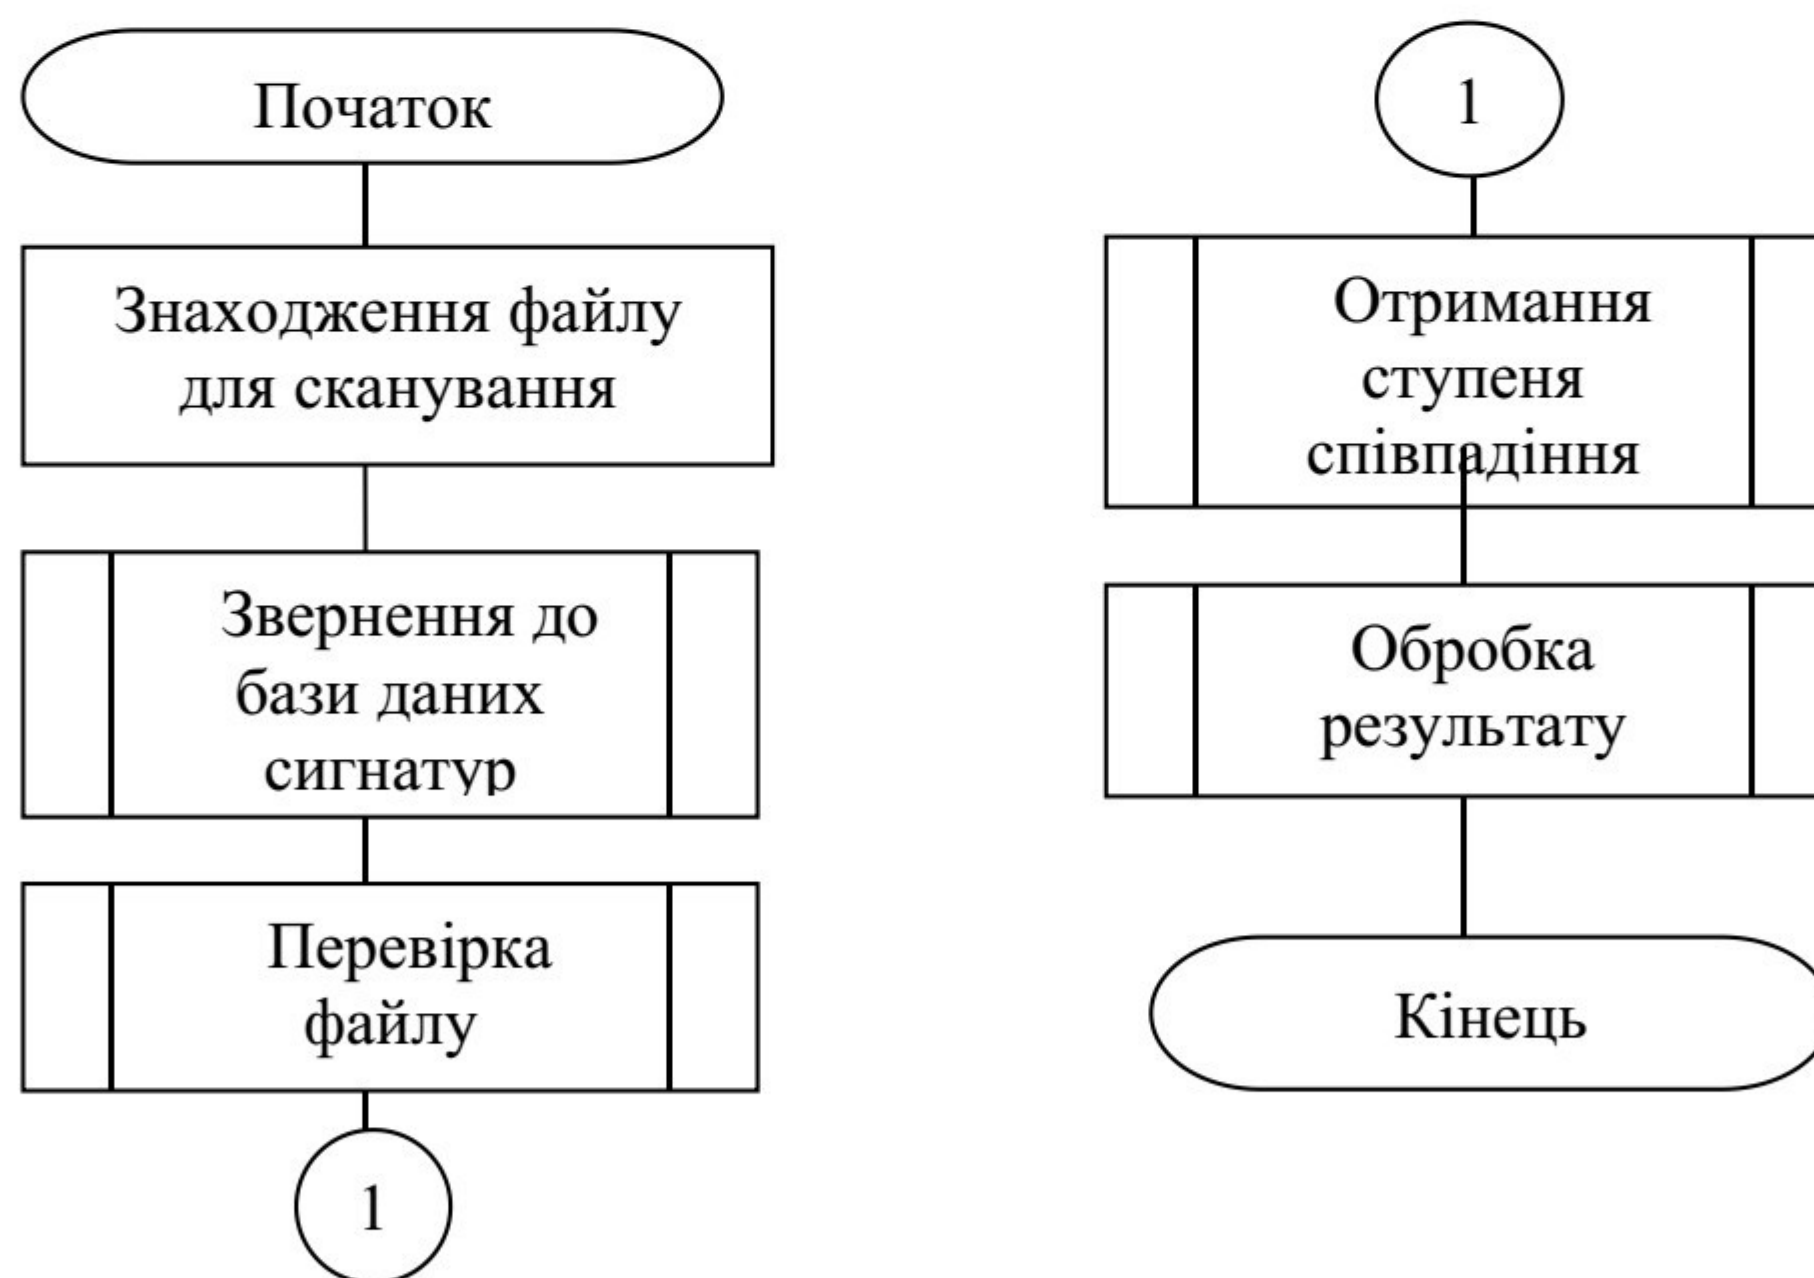 Початок
Знаходження файлу
для сканування
Звернення до
бази даних
сигнатур
Перевірка
файлу
1
1
Отримання
ступеня
співпадіння
Обробка
результату
Кінець